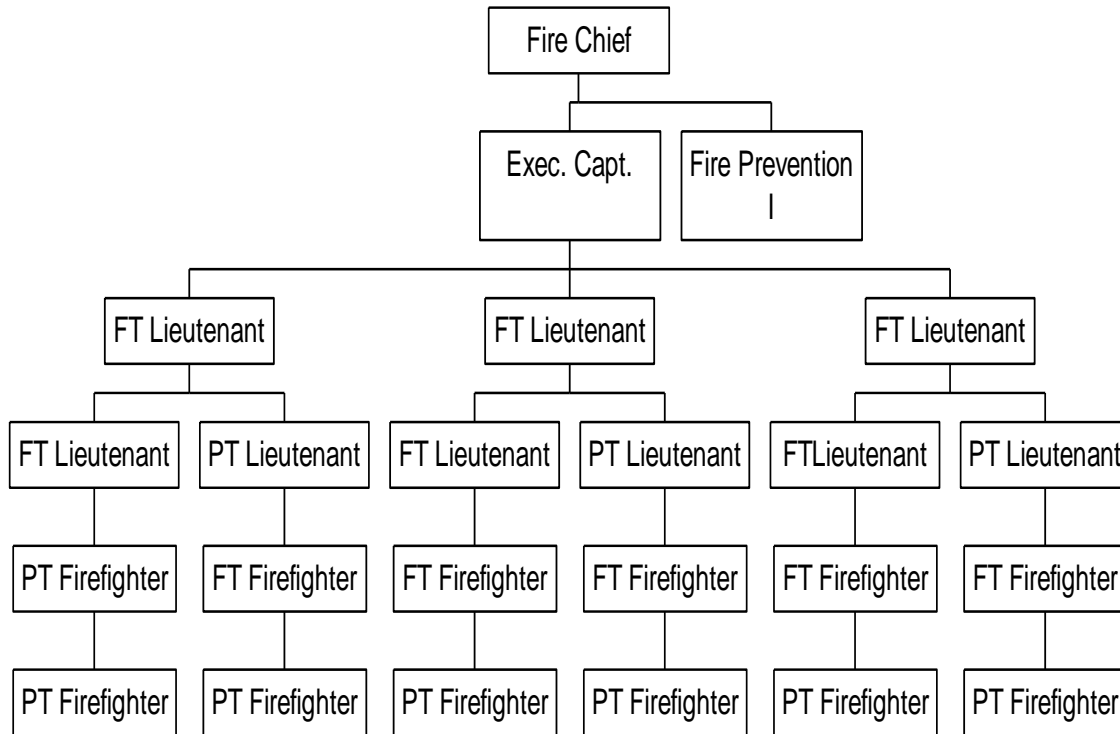 Fire Chief
Exec. Capt.
Fire Prevention
I
FT Lieutenant
FT Lieutenant
FT Lieutenant
FT Lieutenant
PT Lieutenant
FT Lieutenant
PT Lieutenant
FTLieutenant
PT Lieutenant
PT Firefighter
FT Firefighter
FT Firefighter
FT Firefighter
FT Firefighter
FT Firefighter
PT Firefighter
PT Firefighter
PT Firefighter
PT Firefighter
PT Firefighter
PT Firefighter